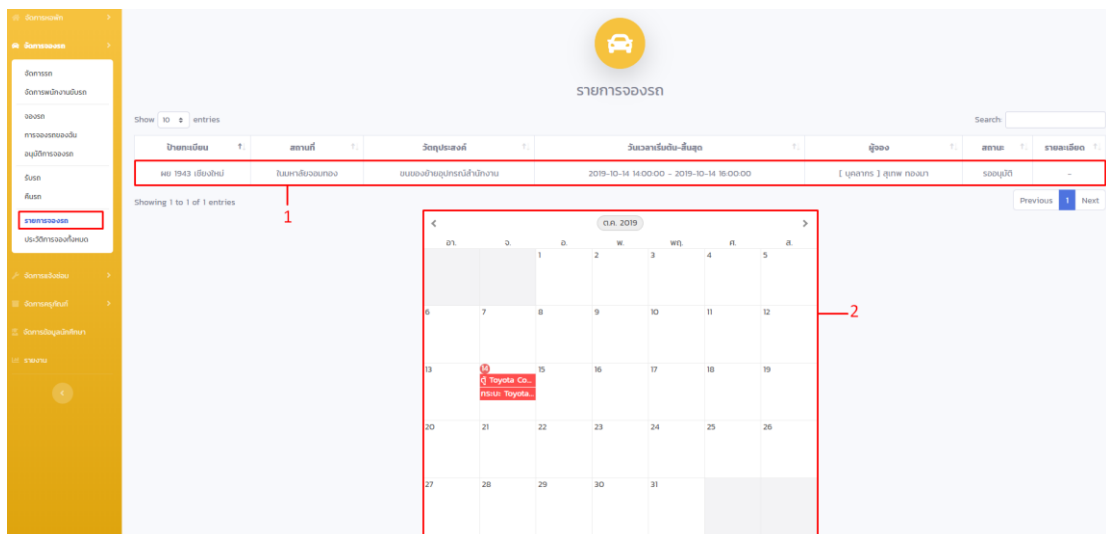 จัดการหอพัก
จัดการจองรถ
จัดการรถ
จัดการพนักงานขับรถ
จองรถ
การจองรถของฉัน
อนุมัติการจองรถ
รับรถ
คืนรถ
รายการจองรถ
ประวัติการจองทั้งหมด
จัดการแจ้งซ่อม
จัดการครุภัณฑ์
จัดการข้อมูลนักศึกษา
รายงาน
รายการจองรถ
Show 10 entries
Search:
ป้ายทะเบียน สถานที่ วัตถุประสงค์ วันเวลาเริ่มต้น-สิ้นสุด ผู้จอง สถานะ รายละเอียด
ผย 1943 เชียงใหม่ ในมหาลัยจอมทอง ขนของย้ายอุปกรณ์สำนักงาน 2019-10-14 14:00:00 - 2019-10-14 16:00:00 [ บุคลากร ] สุเทพ ทองมา รออนุมัติ -
Showing 1 to 1 of 1 entries
Previous 1 Next
1
ต.ค. 2019
อา. จ. อ. พ. พฤ. ศ. ส.
1 2 3 4 5
6 7 8 9 10 11 12
2
13 14 15 16 17 18 19
ตู้ Toyota Co...
กระบะ Toyota...
20 21 22 23 24 25 26
27 28 29 30 31